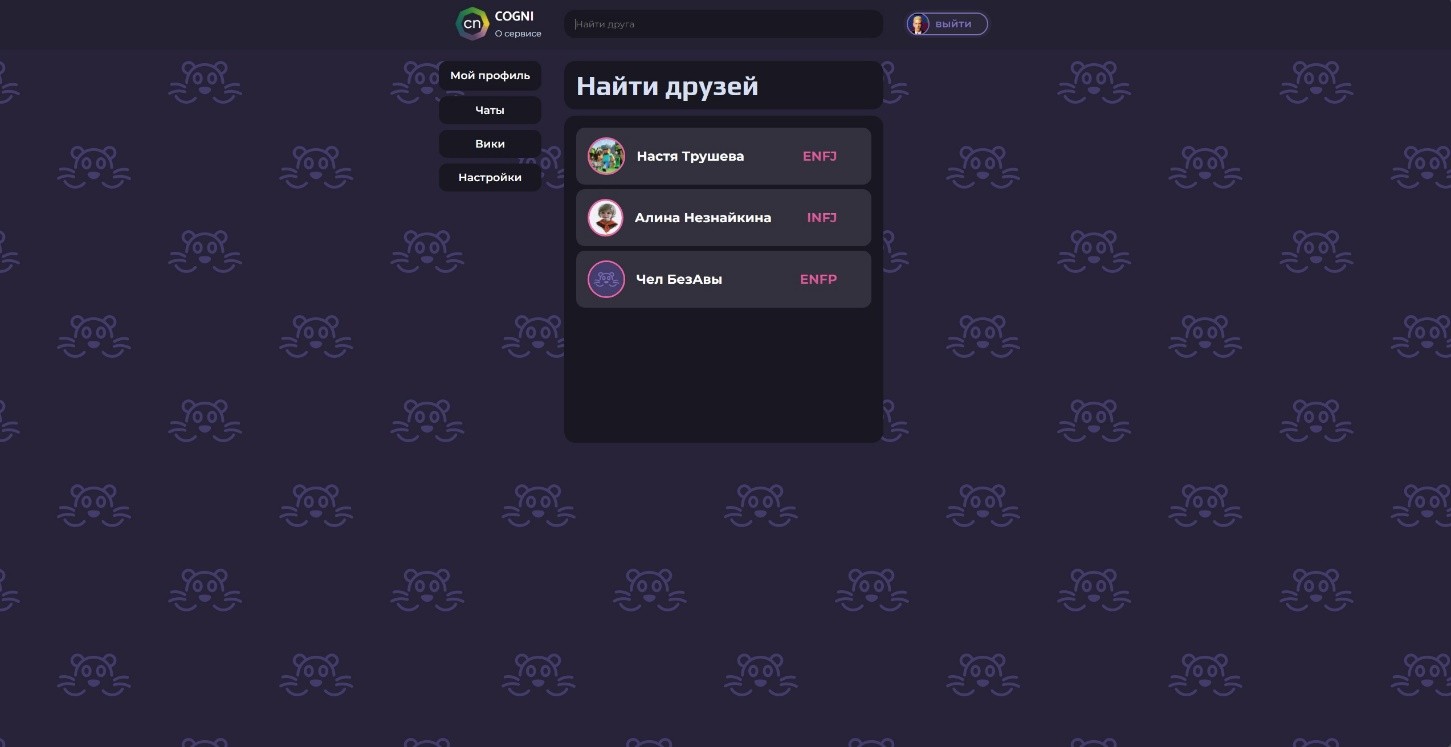 cn
COGNI
О сервисе
Найти друга
ВЫЙТИ
Мой профиль
Чаты
Вики
Настройки
Найти друзей
Настя Трушева ENFJ
Алина Незнайкина INFJ
Чел БезАвы ENFP